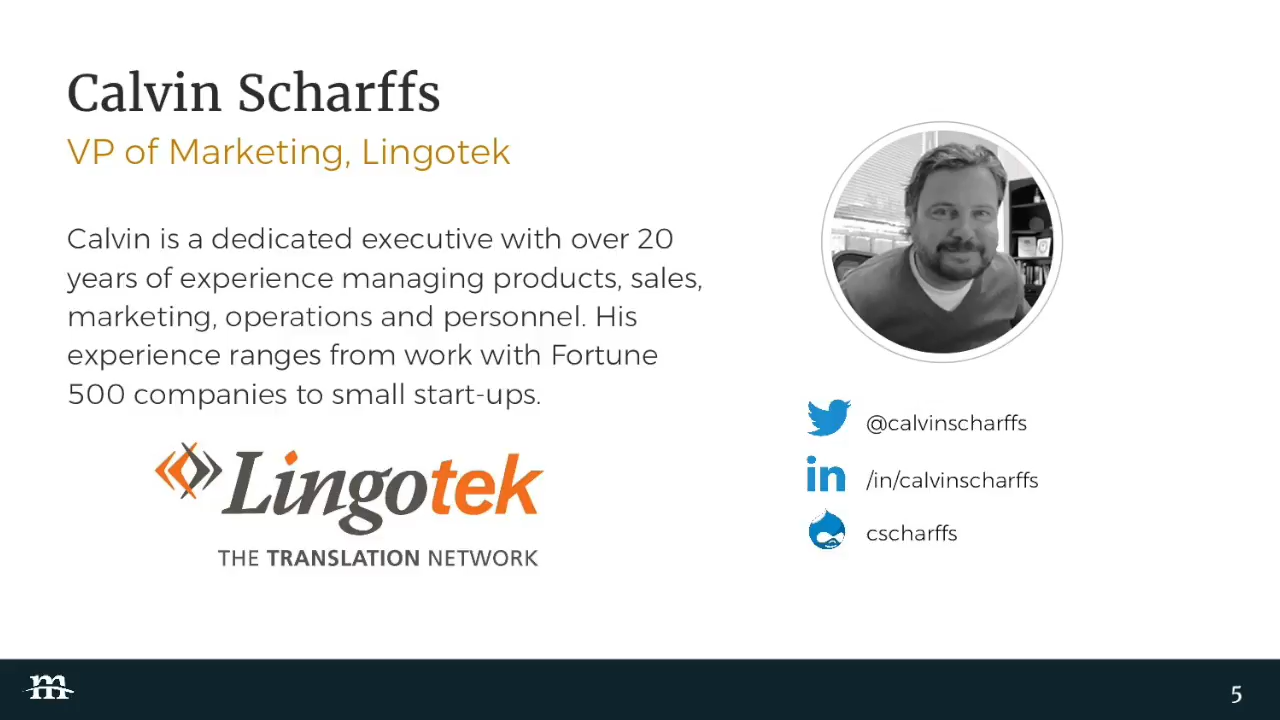 Calvin Scharffs
VP of Marketing, Lingotek
Calvin is a dedicated executive with over 20
years of experience managing products, sales,
marketing, operations and personnel. His
experience ranges from work with Fortune
500 companies to small start-ups.
Lingotek
THE TRANSLATION NETWORK
@calvinscharffs
in /in/calvinscharffs
cscharffs
m
5